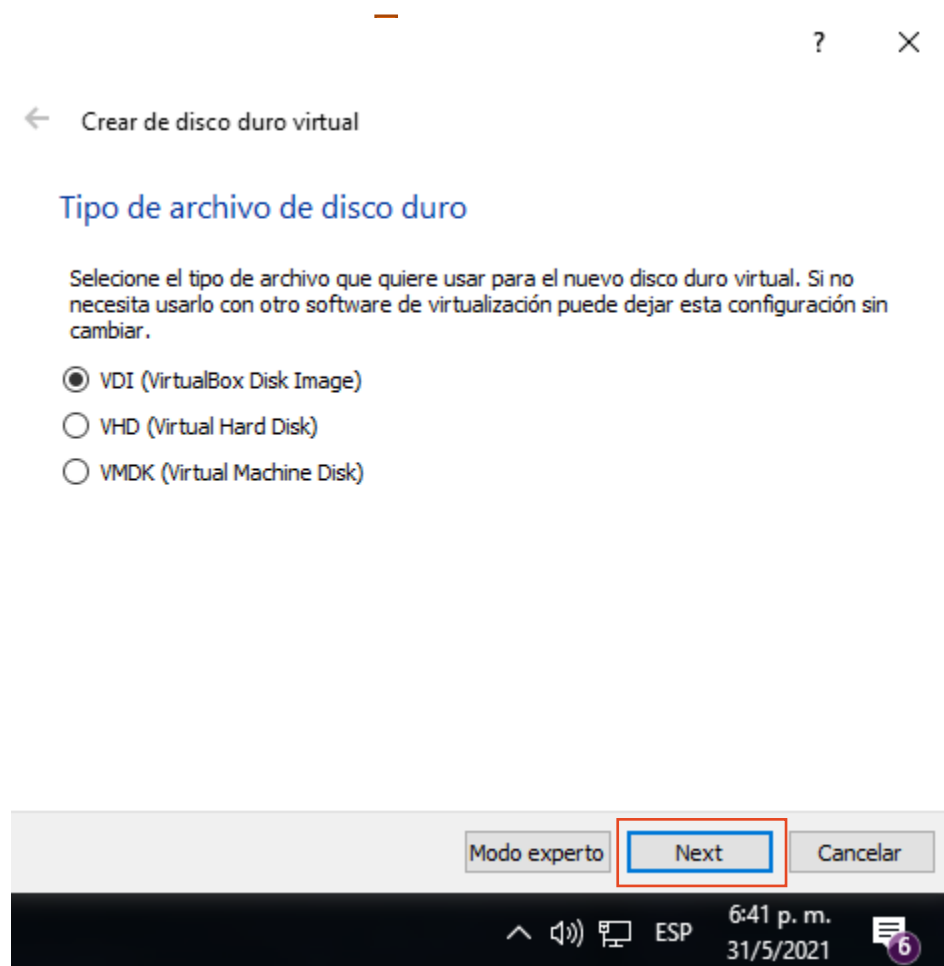 ?
Crear de disco duro virtual
Tipo de archivo de disco duro
Selecione el tipo de archivo que quiere usar para el nuevo disco duro virtual. Si no
necesita usarlo con otro software de virtualización puede dejar esta configuración sin
cambiar.
VDI (VirtualBox Disk Image)
VHD (Virtual Hard Disk)
VMDK (Virtual Machine Disk)
Modo experto Next Cancelar
ESP 6:41 p. m.
31/5/2021 6